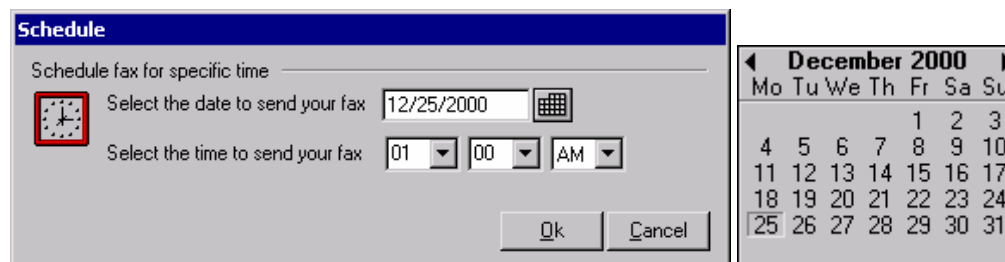 Schedule
Schedule fax for specific time
Select the date to send your fax 12/25/2000
Select the time to send your fax 01 00 AM
Ok Cancel
December 2000
Mo Tu We Th Fr Sa Su
1 2 3
4 5 6 7 8 9 10
11 12 13 14 15 16 17
18 19 20 21 22 23 24
25 26 27 28 29 30 31